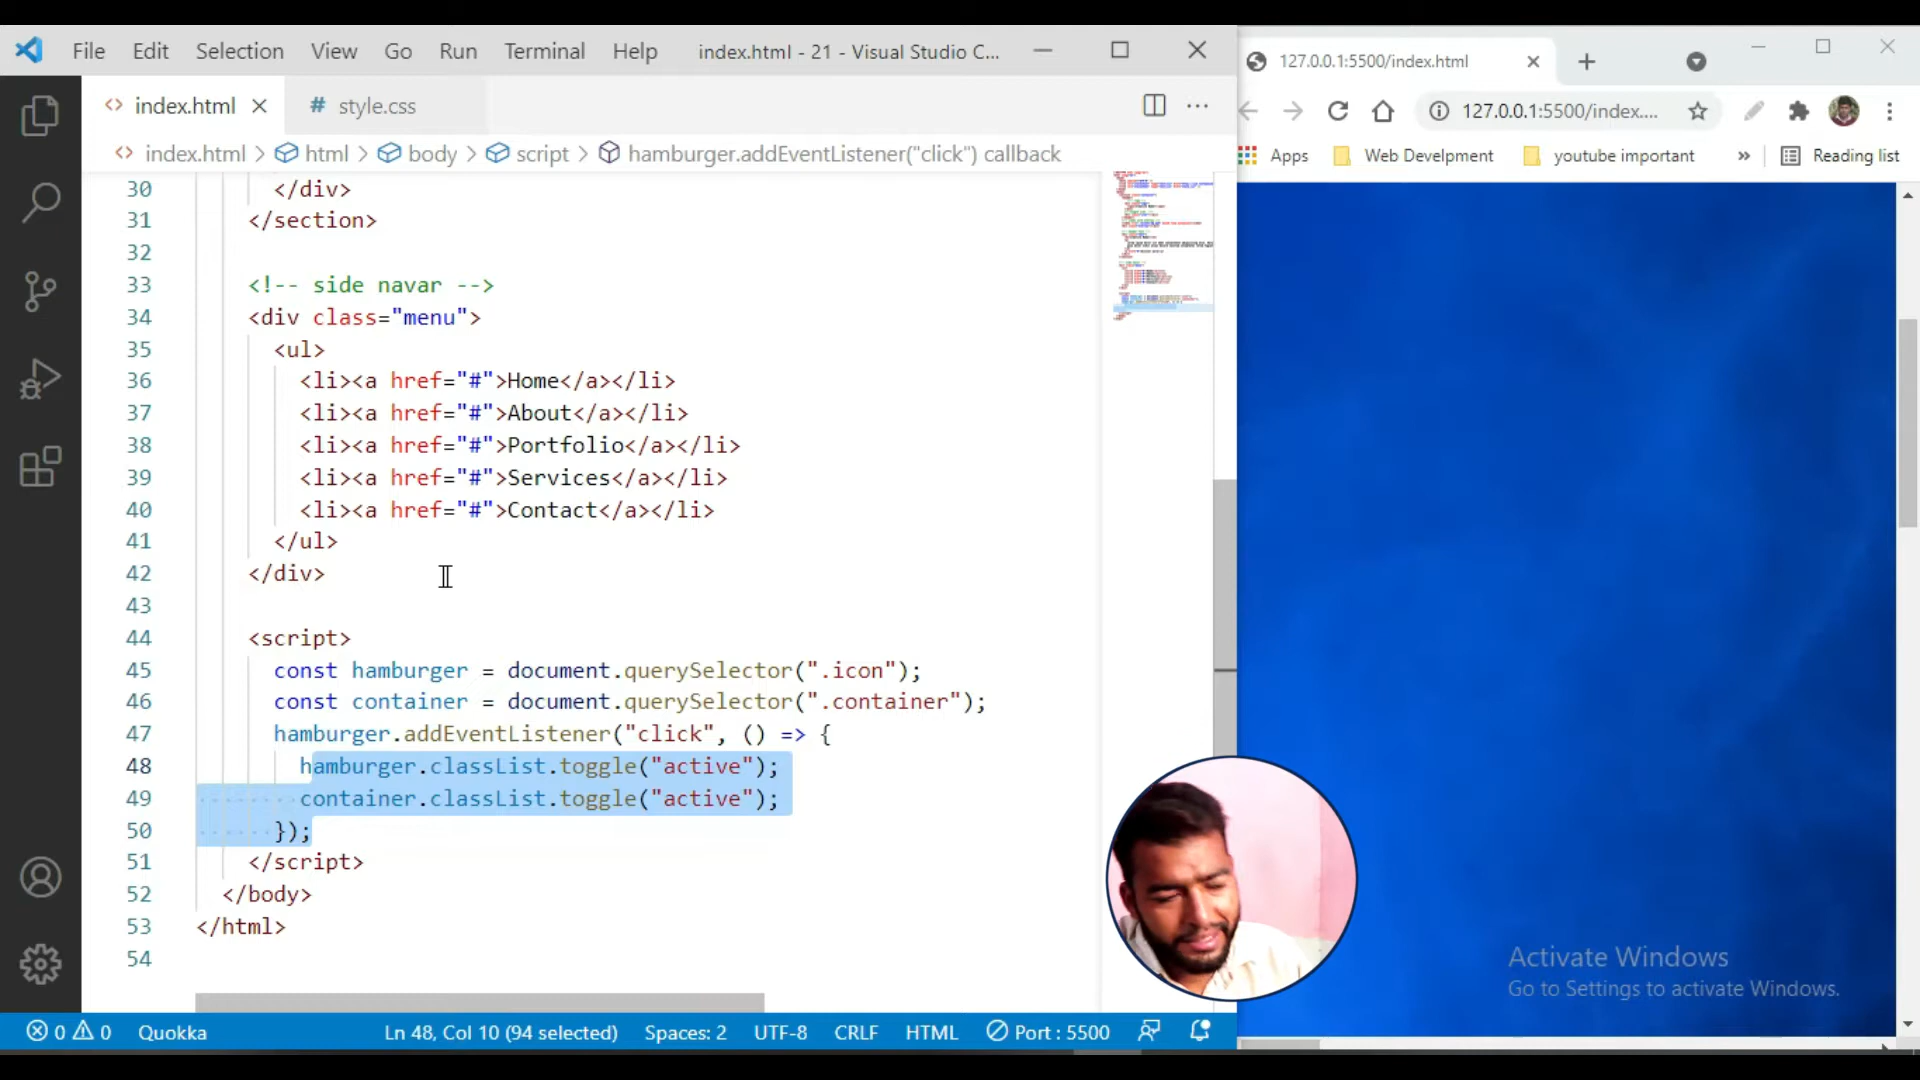 File Edit Selection View Go Run Terminal Help index.html - 21 - Visual Studio C...
index.html style.css
index.html > html > body > script > hamburger.addEventListener("click") callback
30 </div>
31 </section>
32
33 <!-- side navar -->
34 <div class="menu">
35 <ul>
36 <li><a href="#">Home</a></li>
37 <li><a href="#">About</a></li>
38 <li><a href="#">Portfolio</a></li>
39 <li><a href="#">Services</a></li>
40 <li><a href="#">Contact</a></li>
41 </ul>
42 </div>
43
44 <script>
45 const hamburger = document.querySelector(".icon");
46 const container = document.querySelector(".container");
47 hamburger.addEventListener("click", () => {
48 hamburger.classList.toggle("active");
49 container.classList.toggle("active");
50 });
51 </script>
52 </body>
53 </html>
54
0 0 Quokka Ln 48, Col 10 (94 selected) Spaces: 2 UTF-8 CRLF HTML Port : 5500
127.0.0.1:5500/index.html
127.0.0.1:5500/index....
Apps Web Develpment youtube important » Reading list
Activate Windows
Go to Settings to activate Windows.